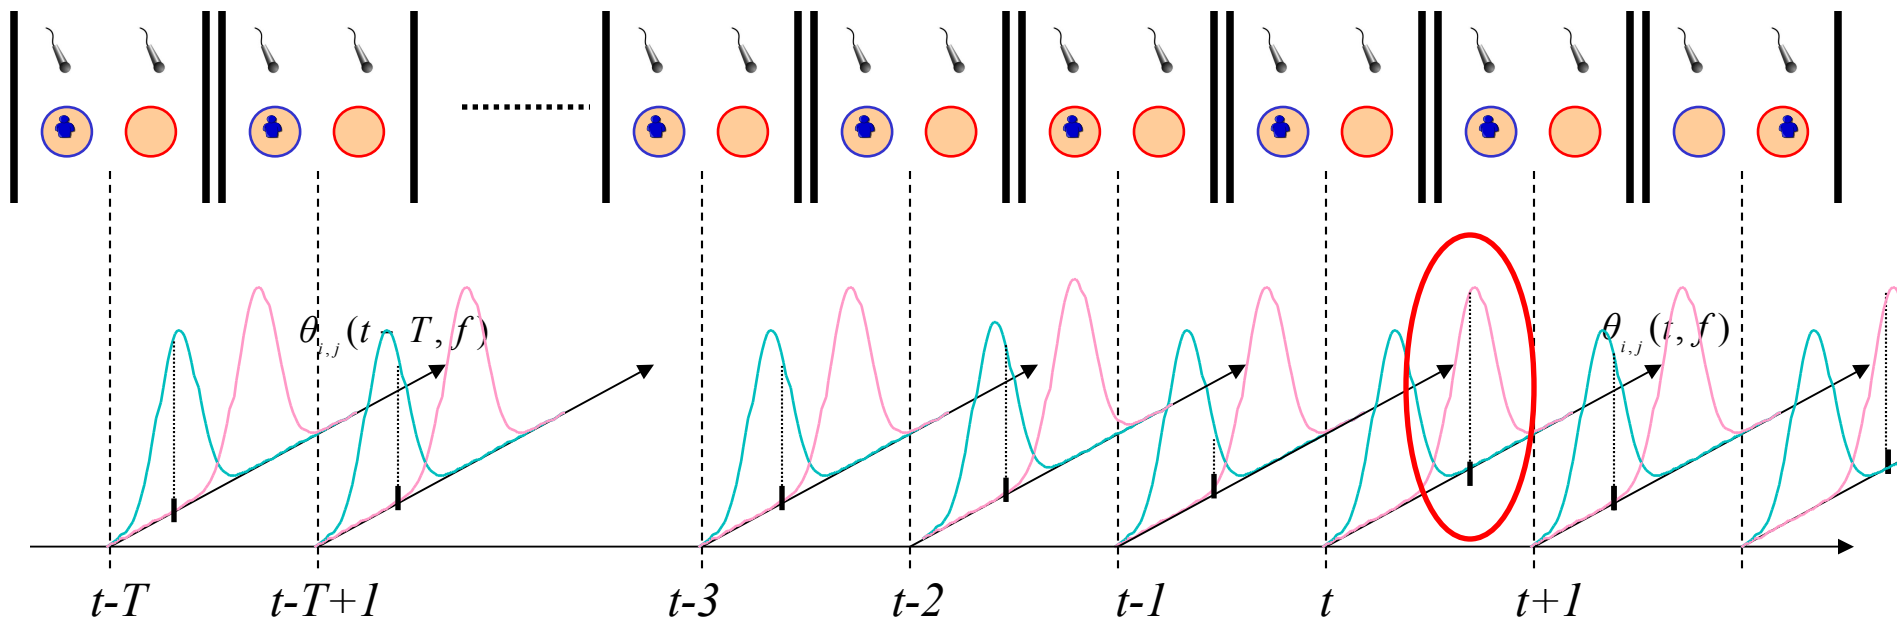 θi,j(t − T, f)
θi,j(t, f)
t-T t-T+1 t-3 t-2 t-1 t t+1